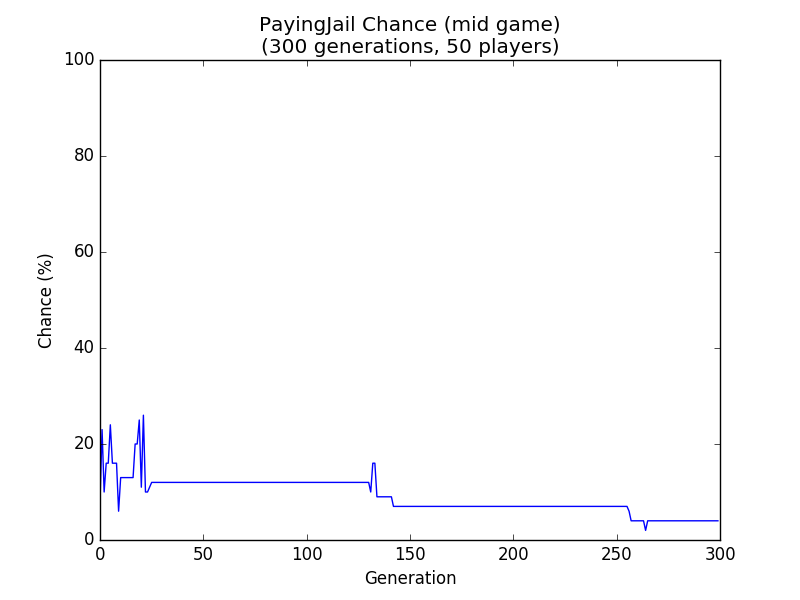 PayingJail Chance (mid game)
(300 generations, 50 players)
100
80
60
40
20
0
Chance (%)
0 50 100 150 200 250 300
Generation